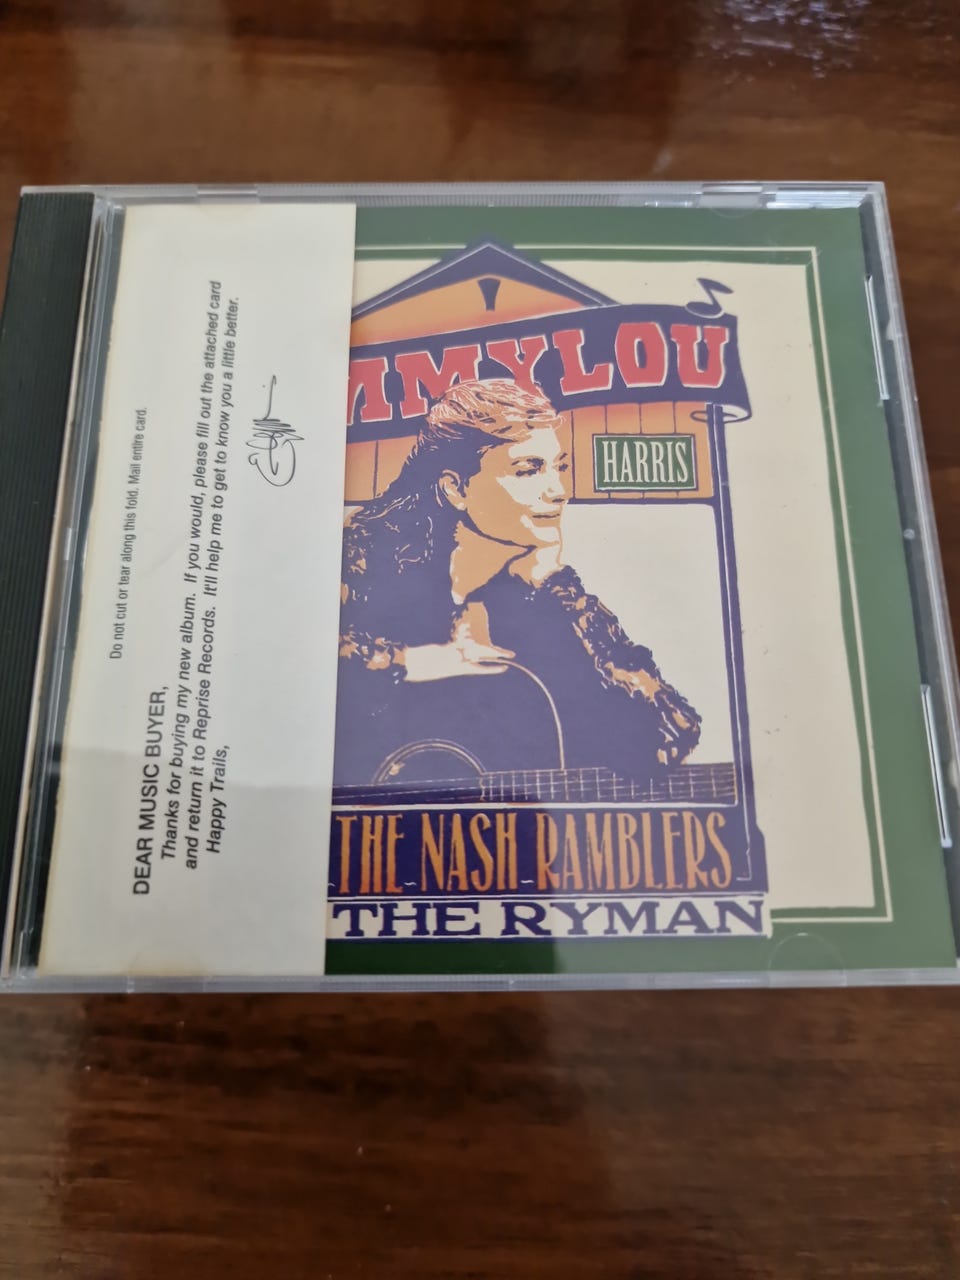 Do not cut or tear along this fold. Mail entire card.
DEAR MUSIC BUYER,
Thanks for buying my new album. If you would, please fill out the attached card
and return it to Reprise Records. It'll help me to get to know you a little better.
Happy Trails,
MMYLOU
HARRIS
THE NASH RAMBLERS
THE RYMAN